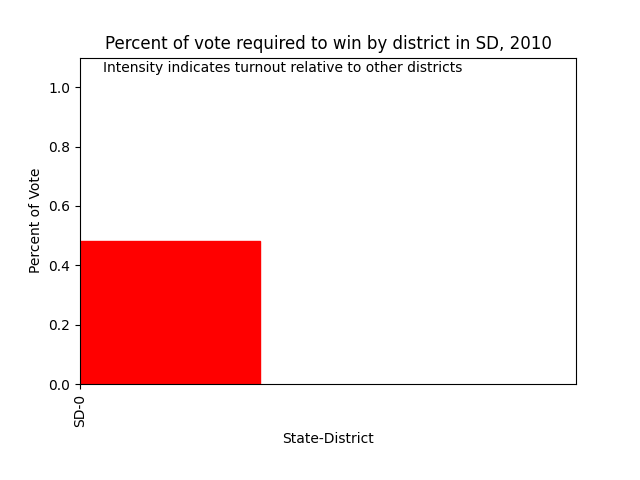 Percent of vote required to win by district in SD, 2010
Intensity indicates turnout relative to other districts
1.0
0.8
0.6
0.4
0.2
0.0
Percent of Vote
SD-0
State-District